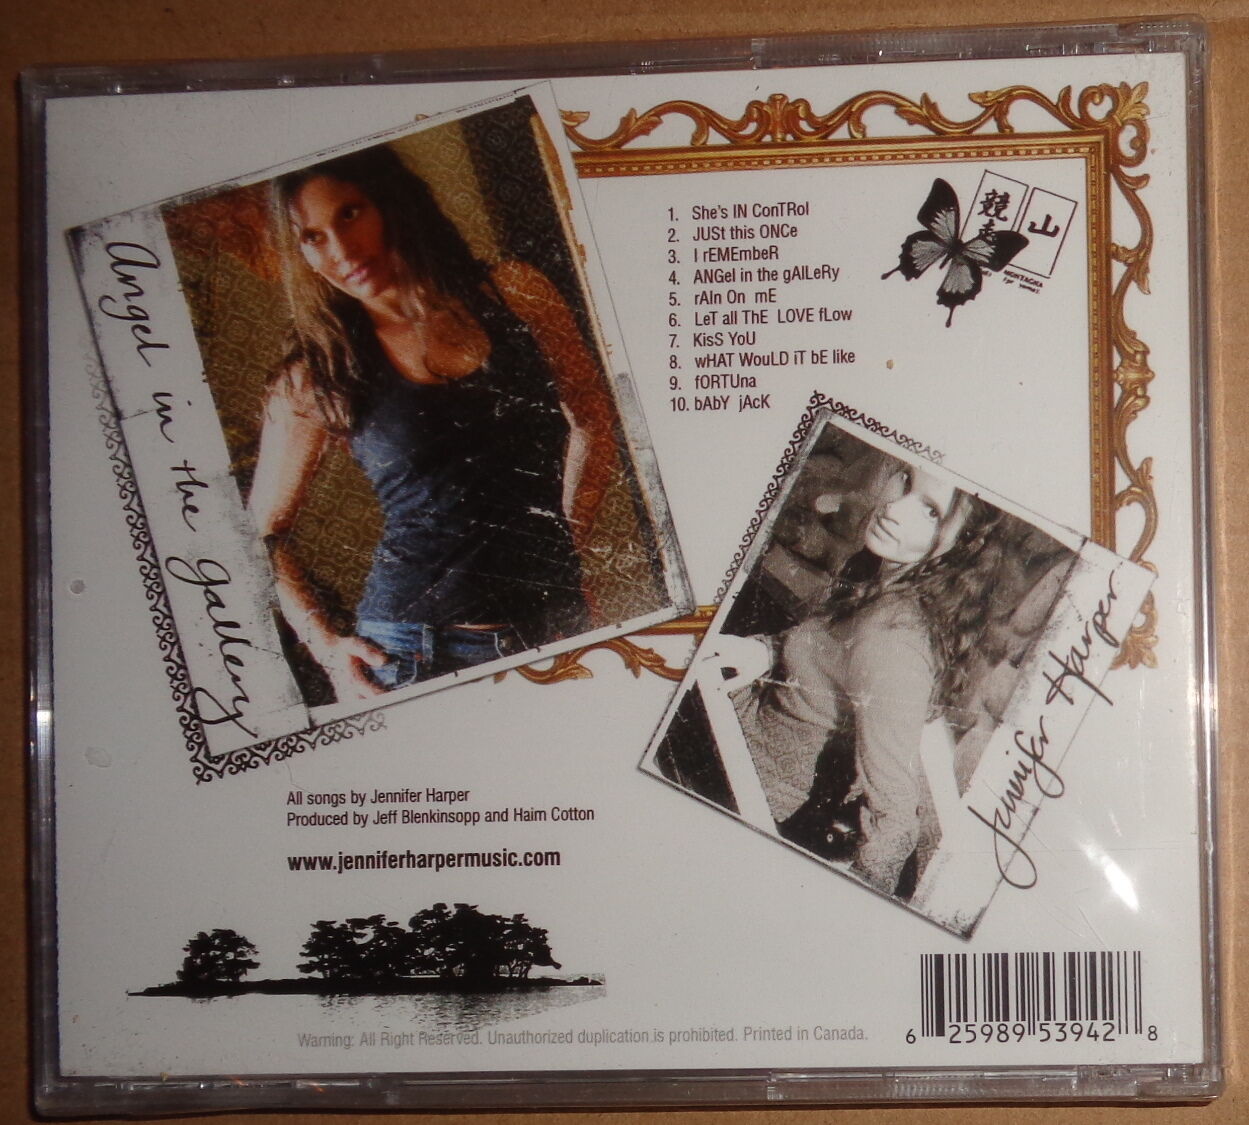 Angel in the gallery
1. She's IN ConTRol
2. JUSt this ONCe
3. I rEMEmbeR
4. ANGel in the gAlLeRy
5. rAIn On mE
6. LeT all ThE LOVE fLow
7. KisS YoU
8. wHAT WouLD iT bE like
9. fORTUna
10. bAbY jAcK
競走
山
MONTAGNA
Jennifer Harper
All songs by Jennifer Harper
Produced by Jeff Blenkinsopp and Haim Cotton
www.jenniferharpermusic.com
Warning: All Right Reserved. Unauthorized duplication is prohibited. Printed in Canada.
6 25989 53942 8